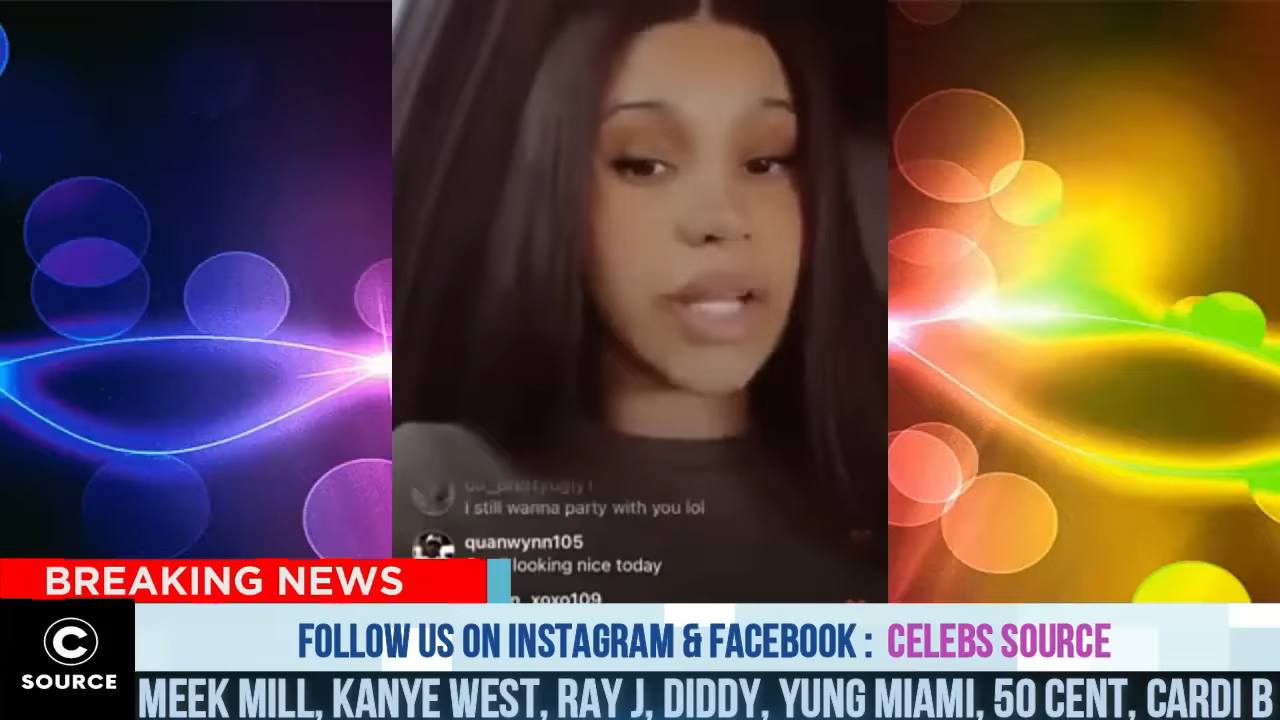 i still wanna party with you lol
quanwynn105
looking nice today
xoxo109
BREAKING NEWS
FOLLOW US ON INSTAGRAM & FACEBOOK : CELEBS SOURCE
C
SOURCE
MEEK MILL, KANYE WEST, RAY J, DIDDY, YUNG MIAMI, 50 CENT, CARDI B